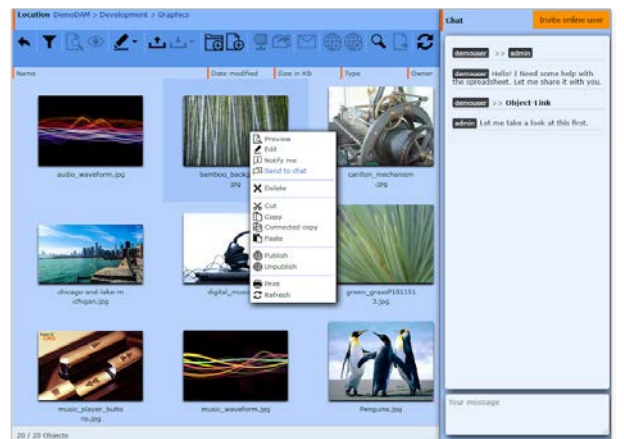 Location DemoDAM > Development > Graphics
Chat
Invite online user
Name
Date modified
Size in KB
Type
Owner
audio_waveform.jpg
bamboo_backg
.jpg
carillon_mechanism
.jpg
Preview
Edit
Notify me
Send to chat
Delete
Cut
Copy
Connected copy
Paste
Publish
Unpublish
Print
Refresh
chicago-and-lake-m
ichigan.jpg
digital_music
green_grassP101151
3.jpg
music_player_butto
ns.jpg
music_waveform.jpg
Penguins.jpg
20 / 20 Objects
demouser >> admin
demouser Hello! I Need some help with
the spreadsheet. Let me share it with you.
demouser >> Object-Link
admin Let me take a look at this first.
Your message